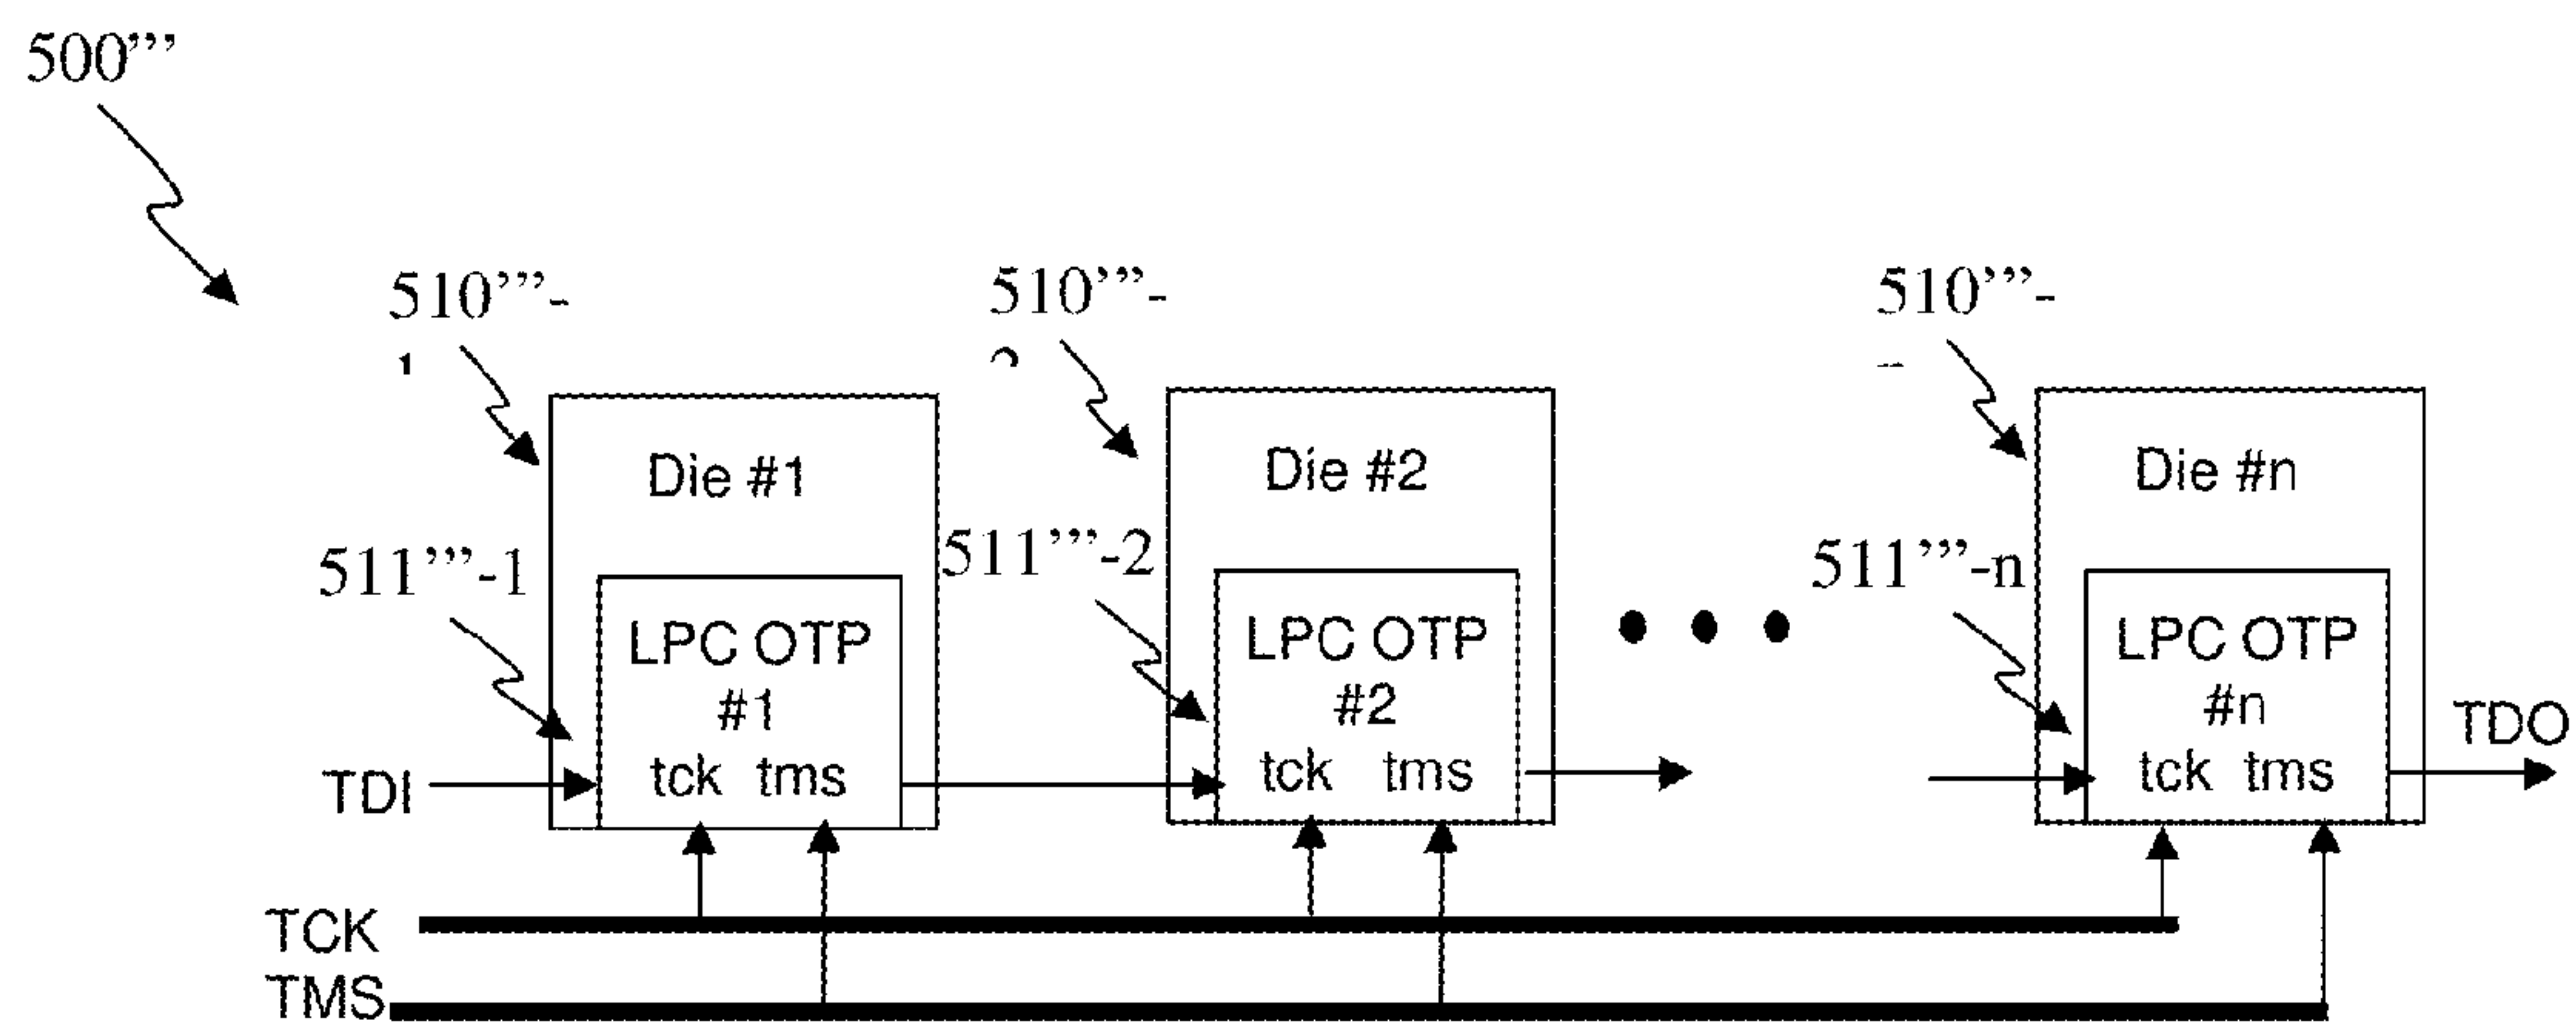 500’’’
510’’’-
1
510’’’-
510’’’-
Die #1
Die #2
Die #n
511’’’-1
511’’’-2
511’’’-n
LPC OTP
#1
tck tms
LPC OTP
#2
tck tms
LPC OTP
#n
tck tms
TDI
TDO
TCK
TMS